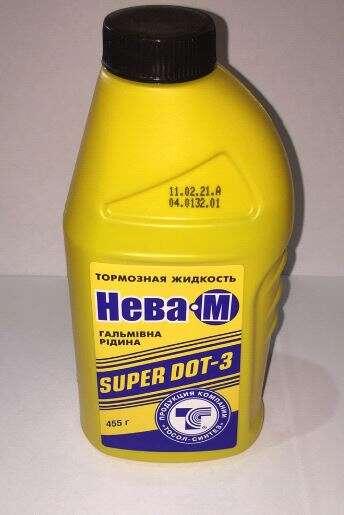 11.02.21.A
04.0132.01
ТОРМОЗНАЯ ЖИДКОСТЬ
Нева-М
ГАЛЬМІВНА
РІДИНА
SUPER DOT-3
ПРОДУКЦИЯ КОМПАНИИ
"ТОСОЛ-СИНТЕЗ"
®
455 г